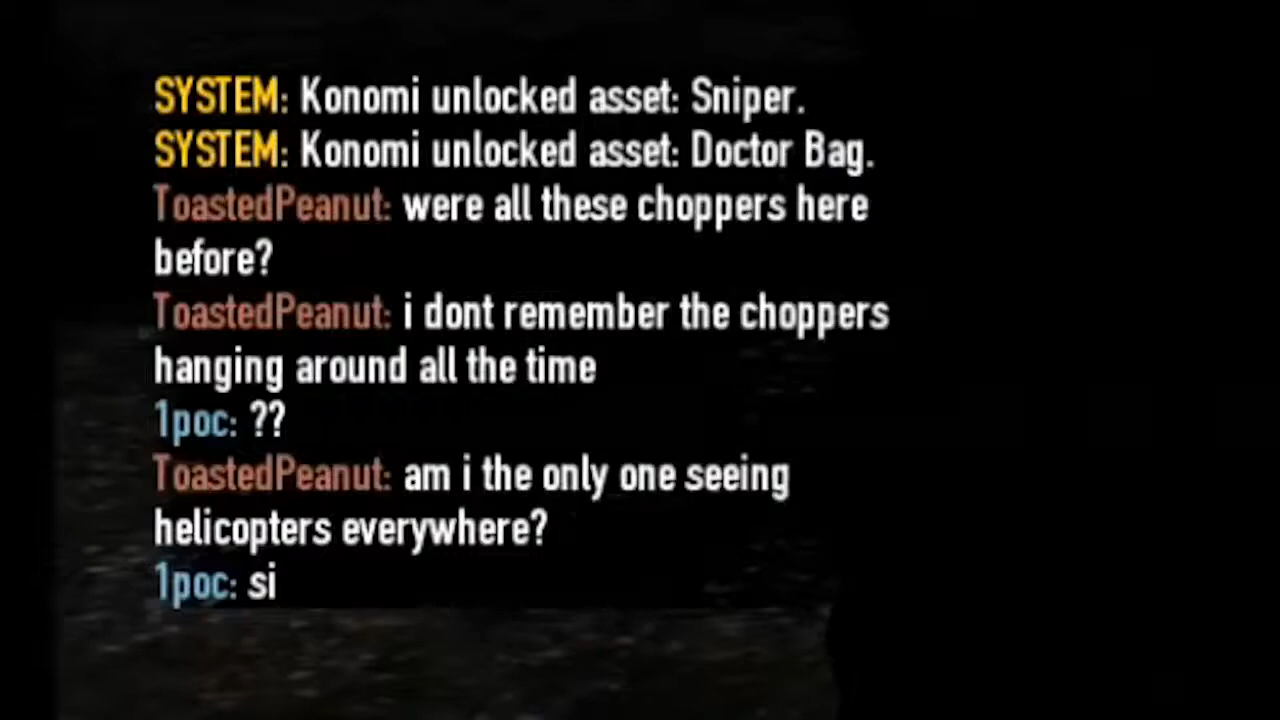 SYSTEM: Konomi unlocked asset: Sniper.
SYSTEM: Konomi unlocked asset: Doctor Bag.
ToastedPeanut: were all these choppers here
before?
ToastedPeanut: i dont remember the choppers
hanging around all the time
1poc: ??
ToastedPeanut: am i the only one seeing
helicopters everywhere?
1poc: si